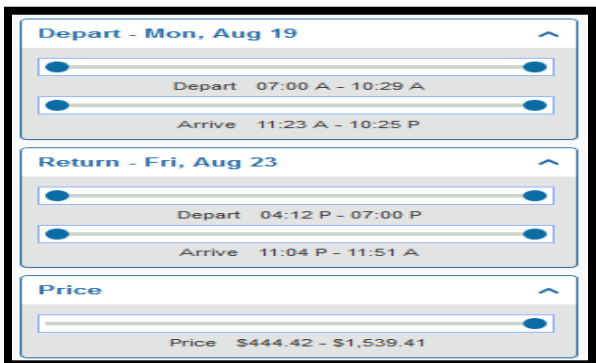 Depart - Mon, Aug 19
Depart 07:00 A - 10:29 A
Arrive 11:23 A - 10:25 P
Return - Fri, Aug 23
Depart 04:12 P - 07:00 P
Arrive 11:04 P - 11:51 A
Price
Price $444.42 - $1,539.41